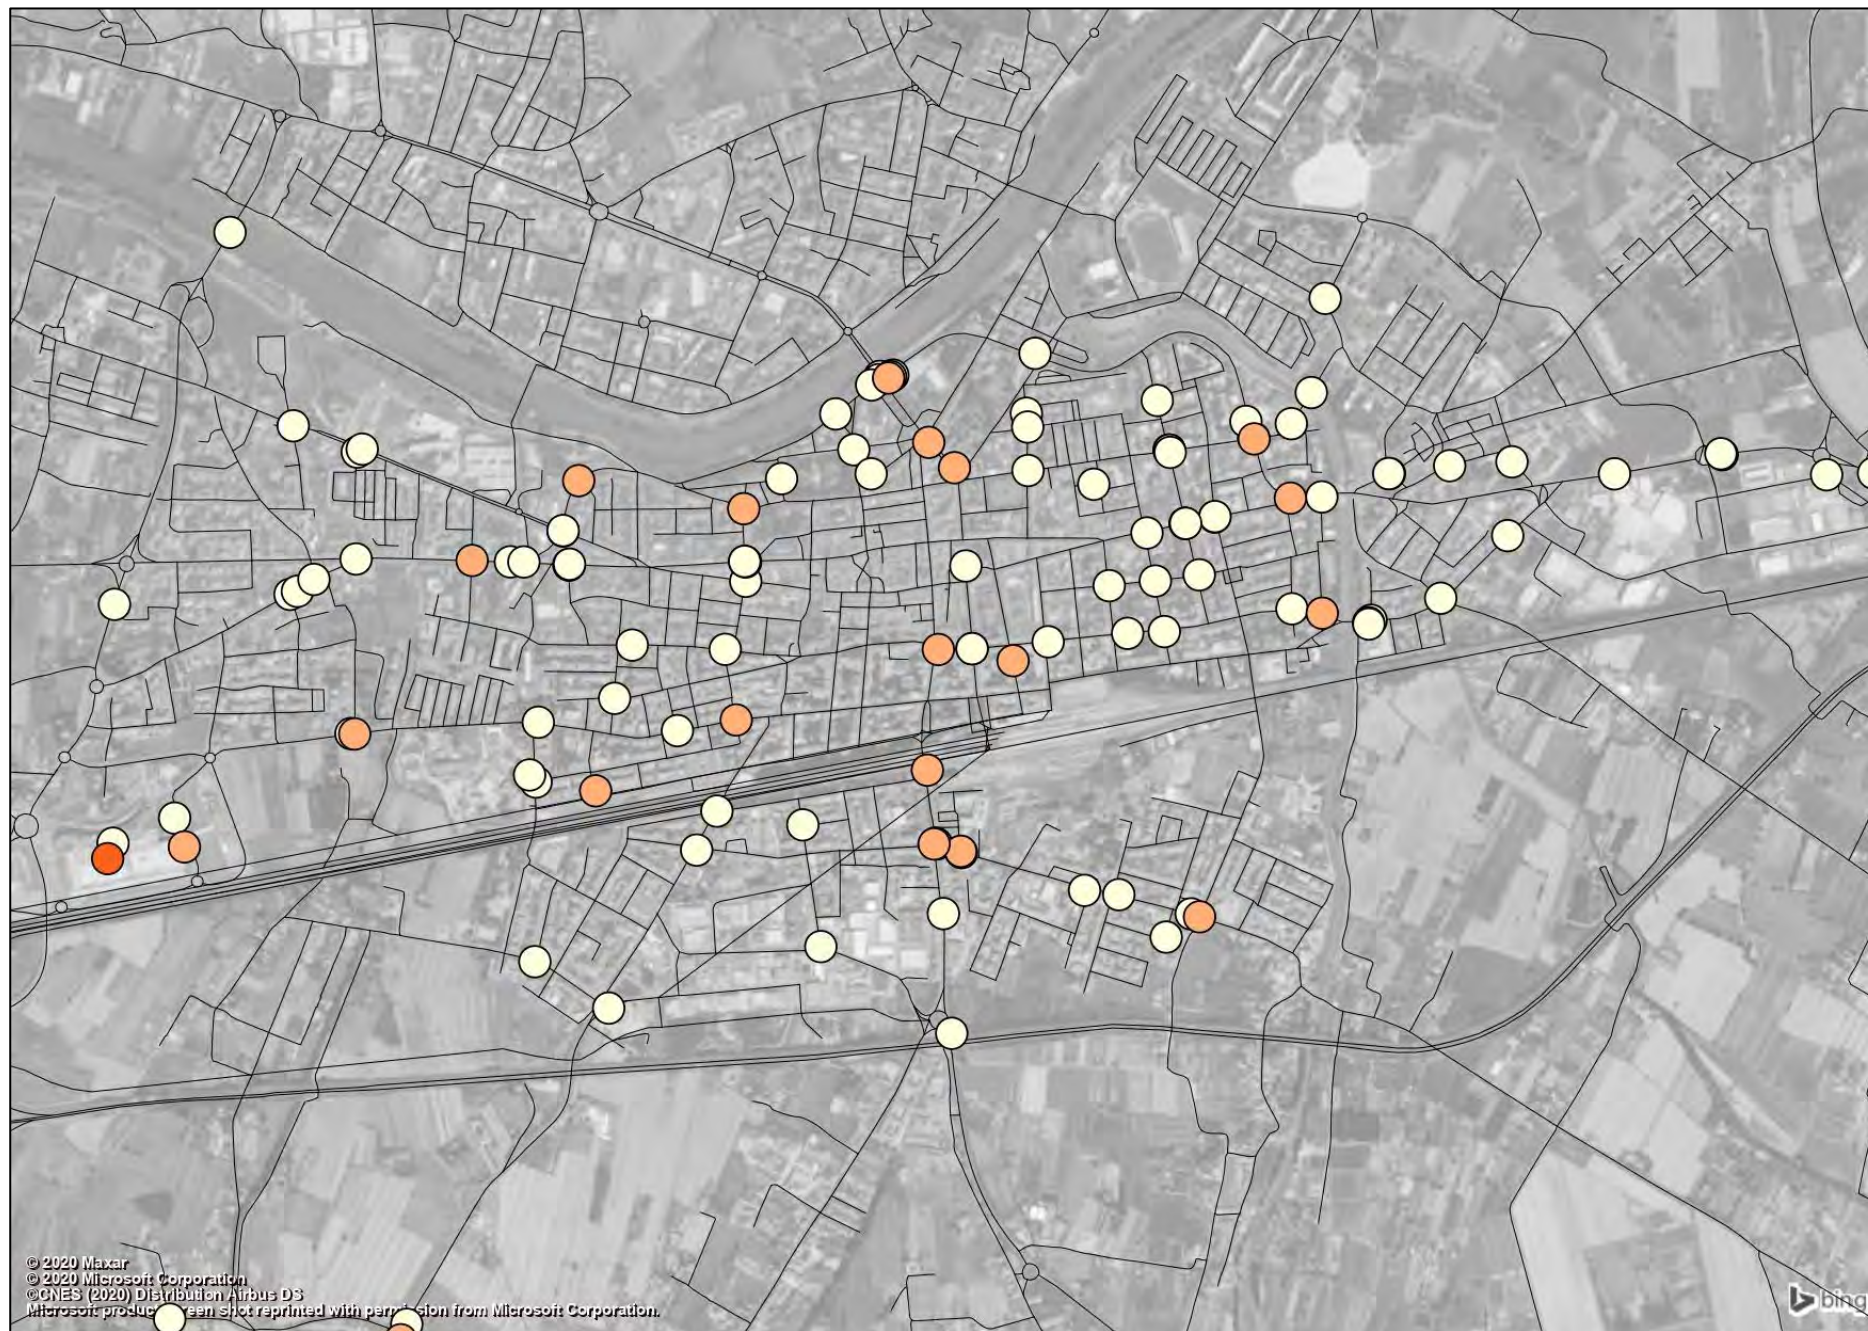 © 2020 Maxar
© 2020 Microsoft Corporation
©CNES (2020) Distribution Airbus DS
Microsoft product screen shot reprinted with permission from Microsoft Corporation.
bing